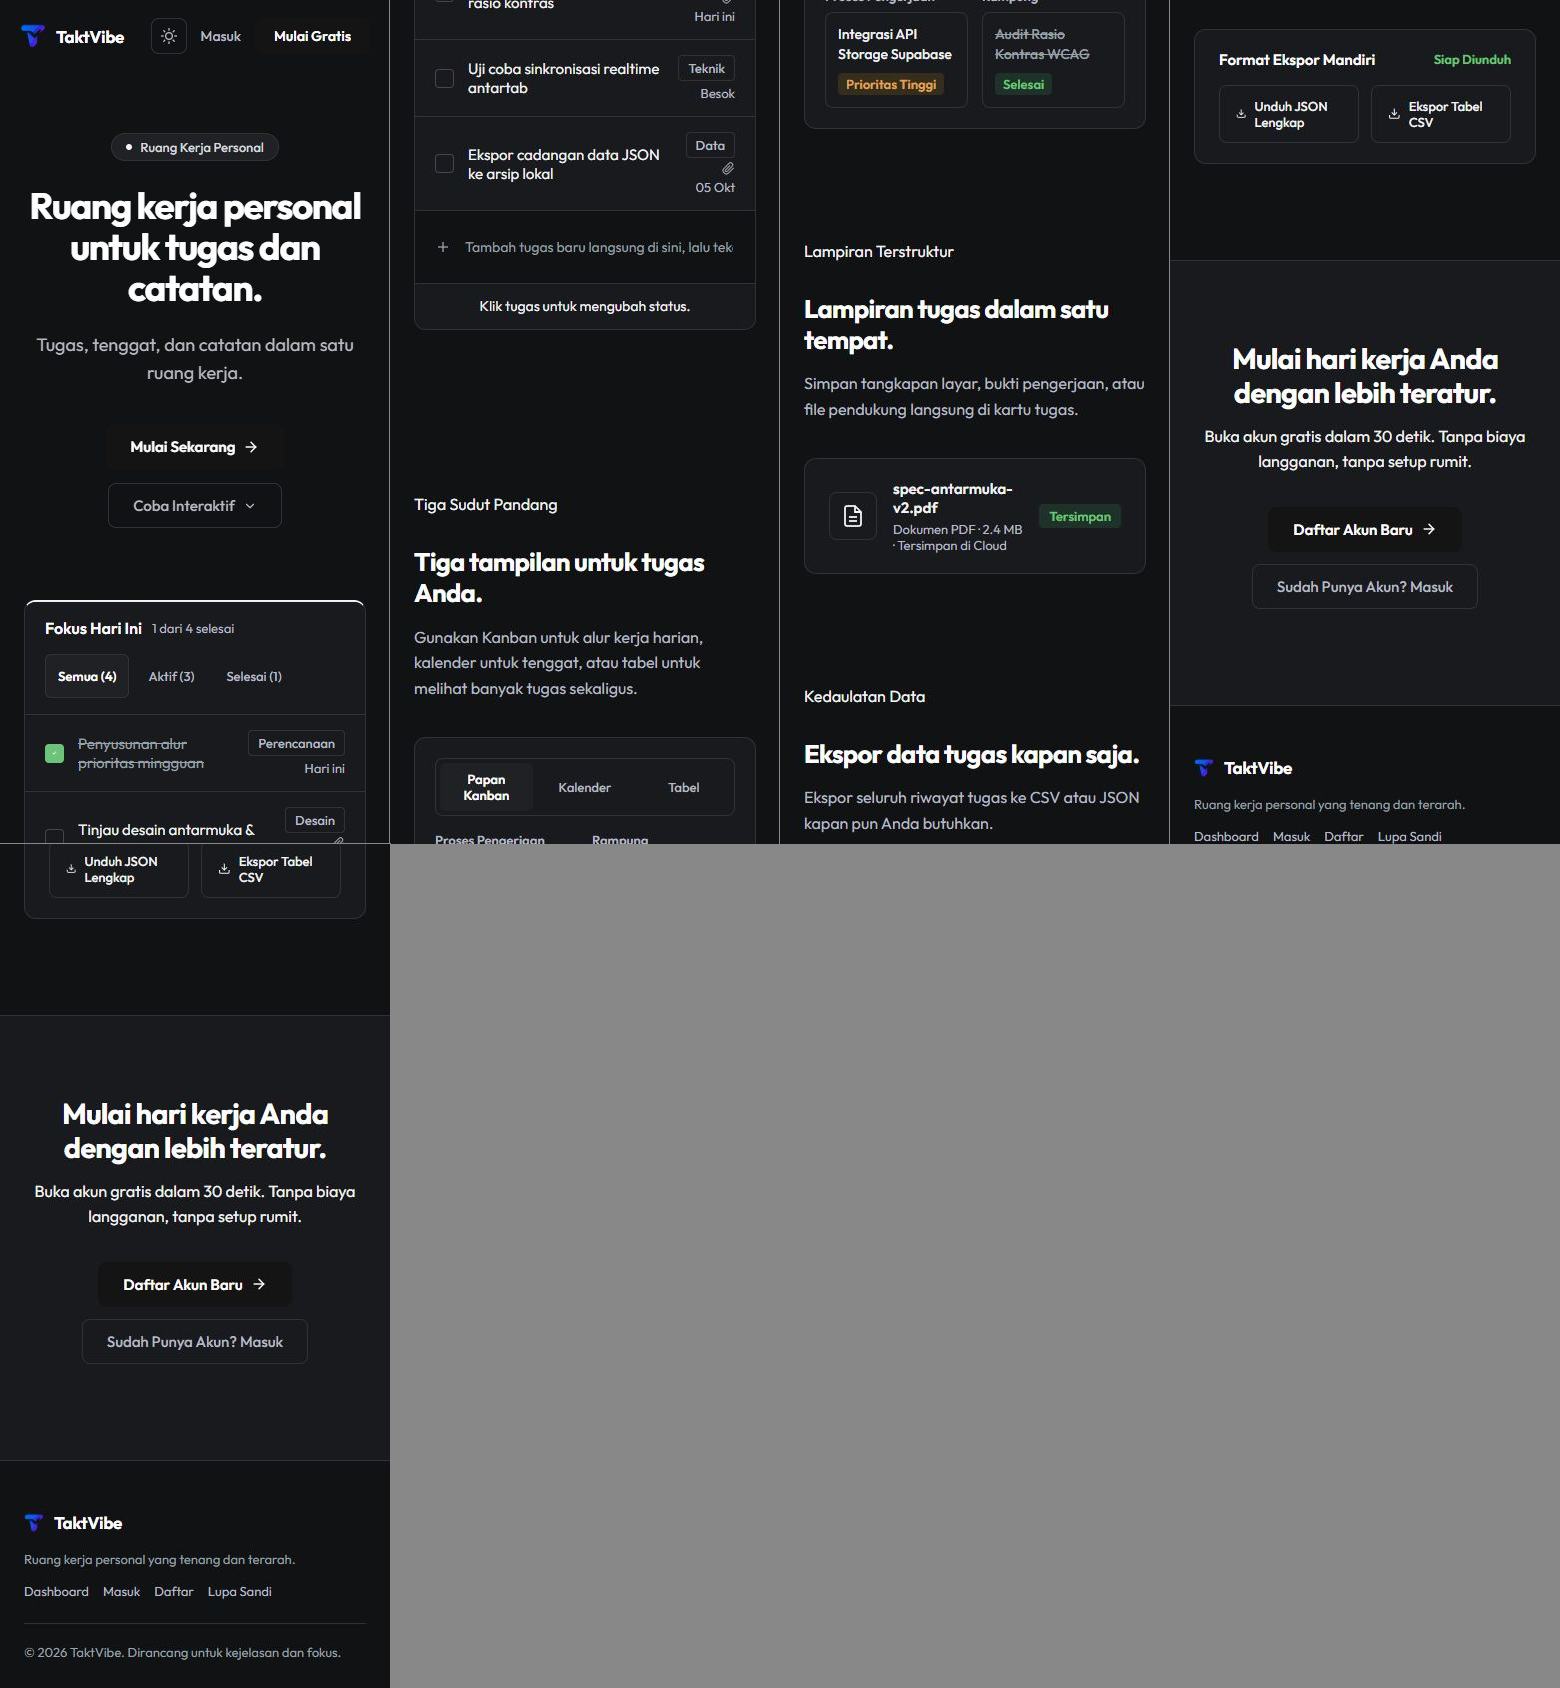 TaktVibe
Masuk
Mulai Gratis
Ruang Kerja Personal
Ruang kerja personal
untuk tugas dan
catatan.
Tugas, tenggat, dan catatan dalam satu
ruang kerja.
Mulai Sekarang
Coba Interaktif
Fokus Hari Ini 1 dari 4 selesai
Semua (4)
Aktif (3)
Selesai (1)
Penyusunan alur
prioritas mingguan
Perencanaan
Hari ini
Tinjau desain antarmuka &
Desain
rasio kontras
Hari ini
Uji coba sinkronisasi realtime
antartab
Teknik
Besok
Ekspor cadangan data JSON
ke arsip lokal
Data
05 Okt
Tambah tugas baru langsung di sini, lalu tek
Klik tugas untuk mengubah status.
Tiga Sudut Pandang
Tiga tampilan untuk tugas
Anda.
Gunakan Kanban untuk alur kerja harian,
kalender untuk tenggat, atau tabel untuk
melihat banyak tugas sekaligus.
Papan
Kanban
Kalender
Tabel
Proses Pengerjaan
Rampung
Proses Pengerjaan
Rampung
Integrasi API
Storage Supabase
Prioritas Tinggi
Audit Rasio
Kontras WCAG
Selesai
Lampiran Terstruktur
Lampiran tugas dalam satu
tempat.
Simpan tangkapan layar, bukti pengerjaan, atau
file pendukung langsung di kartu tugas.
spec-antarmuka-
v2.pdf
Dokumen PDF · 2.4 MB
· Tersimpan di Cloud
Tersimpan
Kedaulatan Data
Ekspor data tugas kapan saja.
Ekspor seluruh riwayat tugas ke CSV atau JSON
kapan pun Anda butuhkan.
Format Ekspor Mandiri
Siap Diunduh
Unduh JSON
Lengkap
Ekspor Tabel
CSV
Mulai hari kerja Anda
dengan lebih teratur.
Buka akun gratis dalam 30 detik. Tanpa biaya
langganan, tanpa setup rumit.
Daftar Akun Baru
Sudah Punya Akun? Masuk
TaktVibe
Ruang kerja personal yang tenang dan terarah.
Dashboard Masuk Daftar Lupa Sandi
Unduh JSON
Lengkap
Ekspor Tabel
CSV
Mulai hari kerja Anda
dengan lebih teratur.
Buka akun gratis dalam 30 detik. Tanpa biaya
langganan, tanpa setup rumit.
Daftar Akun Baru
Sudah Punya Akun? Masuk
TaktVibe
Ruang kerja personal yang tenang dan terarah.
Dashboard Masuk Daftar Lupa Sandi
© 2026 TaktVibe. Dirancang untuk kejelasan dan fokus.